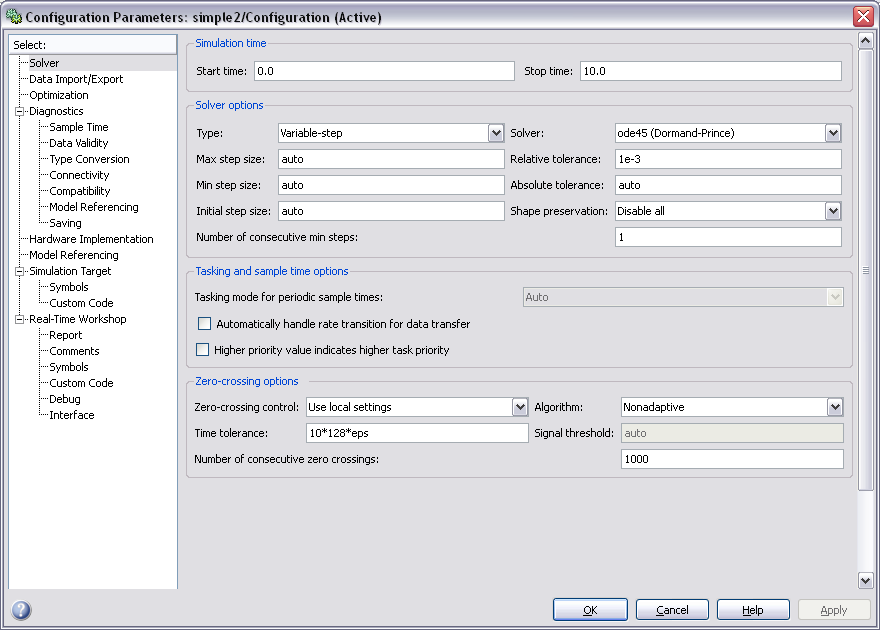 Configuration Parameters: simple2/Configuration (Active)
Select:
Solver
Data Import/Export
Optimization
Diagnostics
Sample Time
Data Validity
Type Conversion
Connectivity
Compatibility
Model Referencing
Saving
Hardware Implementation
Model Referencing
Simulation Target
Symbols
Custom Code
Real-Time Workshop
Report
Comments
Symbols
Custom Code
Debug
Interface
Simulation time
Start time: 0.0 Stop time: 10.0
Solver options
Type: Variable-step Solver: ode45 (Dormand-Prince)
Max step size: auto Relative tolerance: 1e-3
Min step size: auto Absolute tolerance: auto
Initial step size: auto Shape preservation: Disable all
Number of consecutive min steps: 1
Tasking and sample time options
Tasking mode for periodic sample times: Auto
Automatically handle rate transition for data transfer
Higher priority value indicates higher task priority
Zero-crossing options
Zero-crossing control: Use local settings Algorithm: Nonadaptive
Time tolerance: 10*128*eps Signal threshold: auto
Number of consecutive zero crossings: 1000
? OK Cancel Help Apply